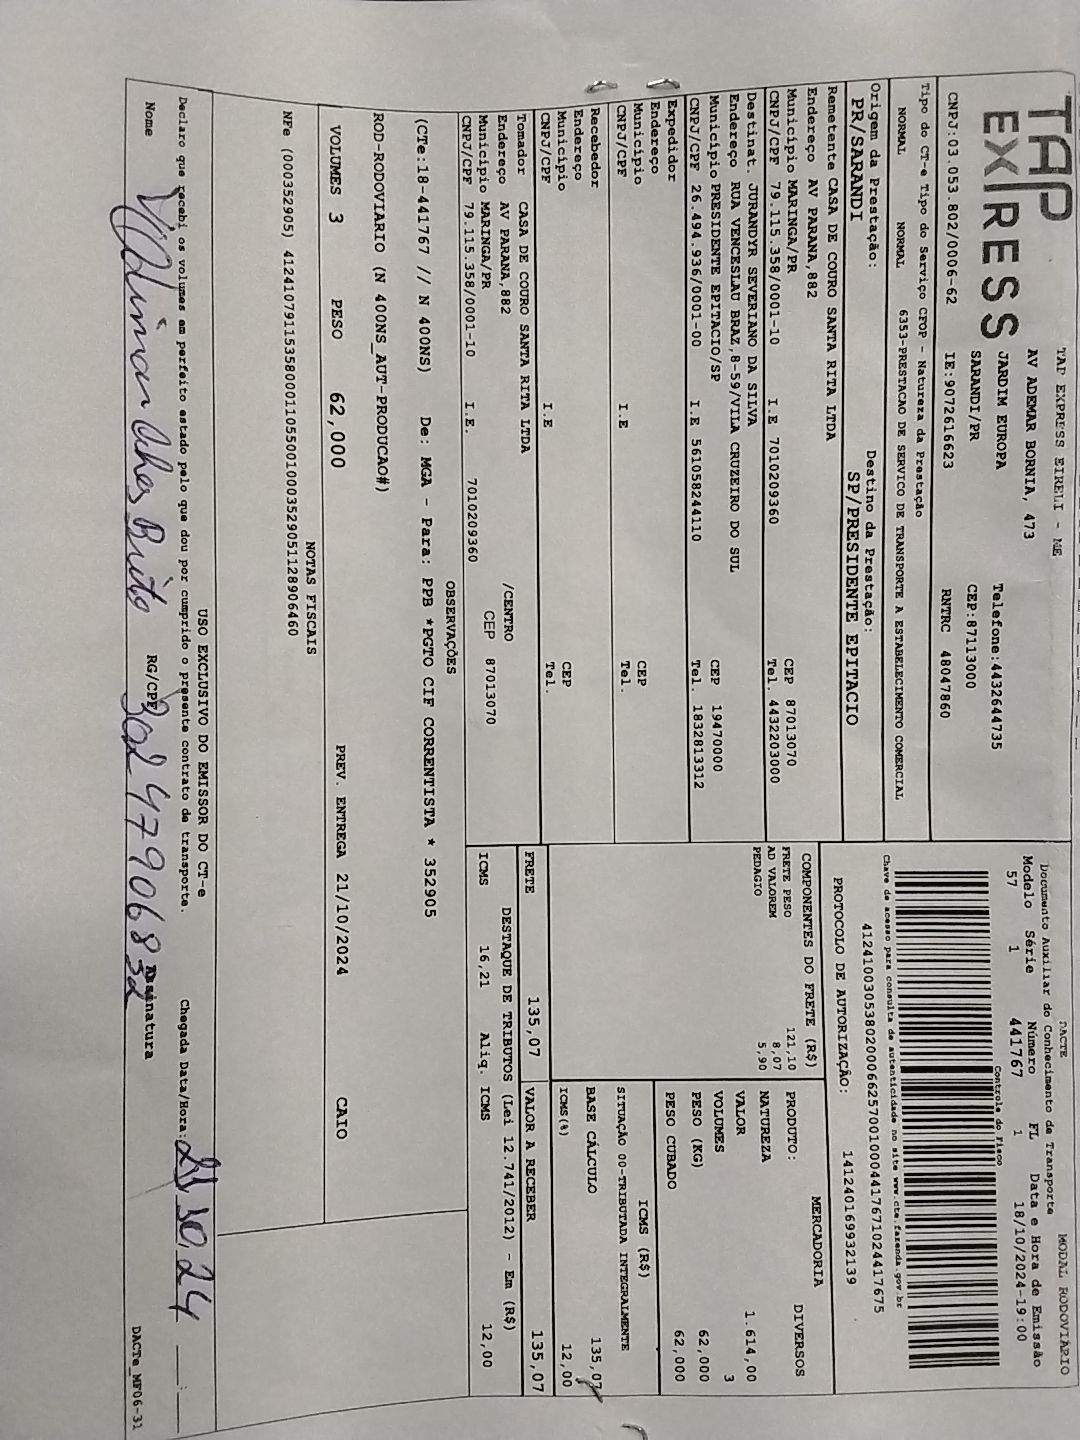 TAP EXPRESS
TAP EXPRESS EIRELI - ME
AV ADEMAR BORNIA, 473
JARDIM EUROPA
SARANDI/PR
Telefone:4432644735
CEP:87113000
CNPJ:03.053.802/0006-62 IE:9072616623 RNTRC 48047860
DACTE MODAL RODOVIÁRIO
Documento Auxiliar do Conhecimento de Transporte
Modelo Série Número FL Data e Hora de Emissão
57 1 441767 1 18/10/2024-19:00
Controle do Fisco
Chave de acesso para consulta de autenticidade no site www.cte.fazenda.gov.br
41241003053802000662570010004417671024417675
PROTOCOLO DE AUTORIZAÇÃO: 141240169932139
Tipo do CT-e Tipo do Serviço CFOP - Natureza da Prestação
NORMAL NORMAL 6353-PRESTACAO DE SERVICO DE TRANSPORTE A ESTABELECIMENTO COMERCIAL
Origem da Prestação: Destino da Prestação:
PR/SARANDI SP/PRESIDENTE EPITACIO
Remetente CASA DE COURO SANTA RITA LTDA
Endereço AV PARANA,882
Município MARINGA/PR CEP 87013070
CNPJ/CPF 79.115.358/0001-10 I.E 7010209360 Tel. 4432203000
Destinat. JURANDYR SEVERIANO DA SILVA
Endereço RUA VENCESLAU BRAZ,8-59/VILA CRUZEIRO DO SUL
Município PRESIDENTE EPITACIO/SP CEP 19470000
CNPJ/CPF 26.494.936/0001-00 I.E 561058244110 Tel. 1832813312
Expedidor
Endereço
Município CEP
CNPJ/CPF I.E Tel.
Recebedor
Endereço
Município CEP
CNPJ/CPF I.E Tel.
Tomador CASA DE COURO SANTA RITA LTDA
Endereço AV PARANA,882 /CENTRO
Município MARINGA/PR CEP 87013070
CNPJ/CPF 79.115.358/0001-10 I.E. 7010209360
COMPONENTES DO FRETE (R$)
FRETE PESO 121,10
AD VALOREM 8,07
PEDAGIO 5,90
MERCADORIA
PRODUTO: DIVERSOS
NATUREZA
VALOR 1.614,00
VOLUMES 3
PESO (KG) 62,000
PESO CUBADO 62,000
ICMS (R$)
SITUAÇÃO 00-TRIBUTADA INTEGRALMENTE
BASE CÁLCULO 135,07
ICMS(%) 12,00
FRETE 135,07 VALOR A RECEBER 135,07
DESTAQUE DE TRIBUTOS (Lei 12.741/2012) - Em (R$)
ICMS 16,21 Aliq. ICMS 12,00
OBSERVAÇÕES
(CTe:18-441767 // N 400NS) De: MGA - Para: PPB *PGTO CIF CORRENTISTA * 352905
ROD-RODOVIARIO (N 400NS_AUT-PRODUCAO#)
VOLUMES 3 PESO 62,000 PREV. ENTREGA 21/10/2024 CAIO
NOTAS FISCAIS
NFe (000352905) 41241079115358000110550010003529051128906460
USO EXCLUSIVO DO EMISSOR DO CT-e
Declaro que recebi os volumes em perfeito estado pelo que dou por cumprido o presente contrato de transporte. Chegada Data/Hora: 21 10 24 ___:___
Nome Brito RG/CPF Assinatura
DACTe_MF06-31